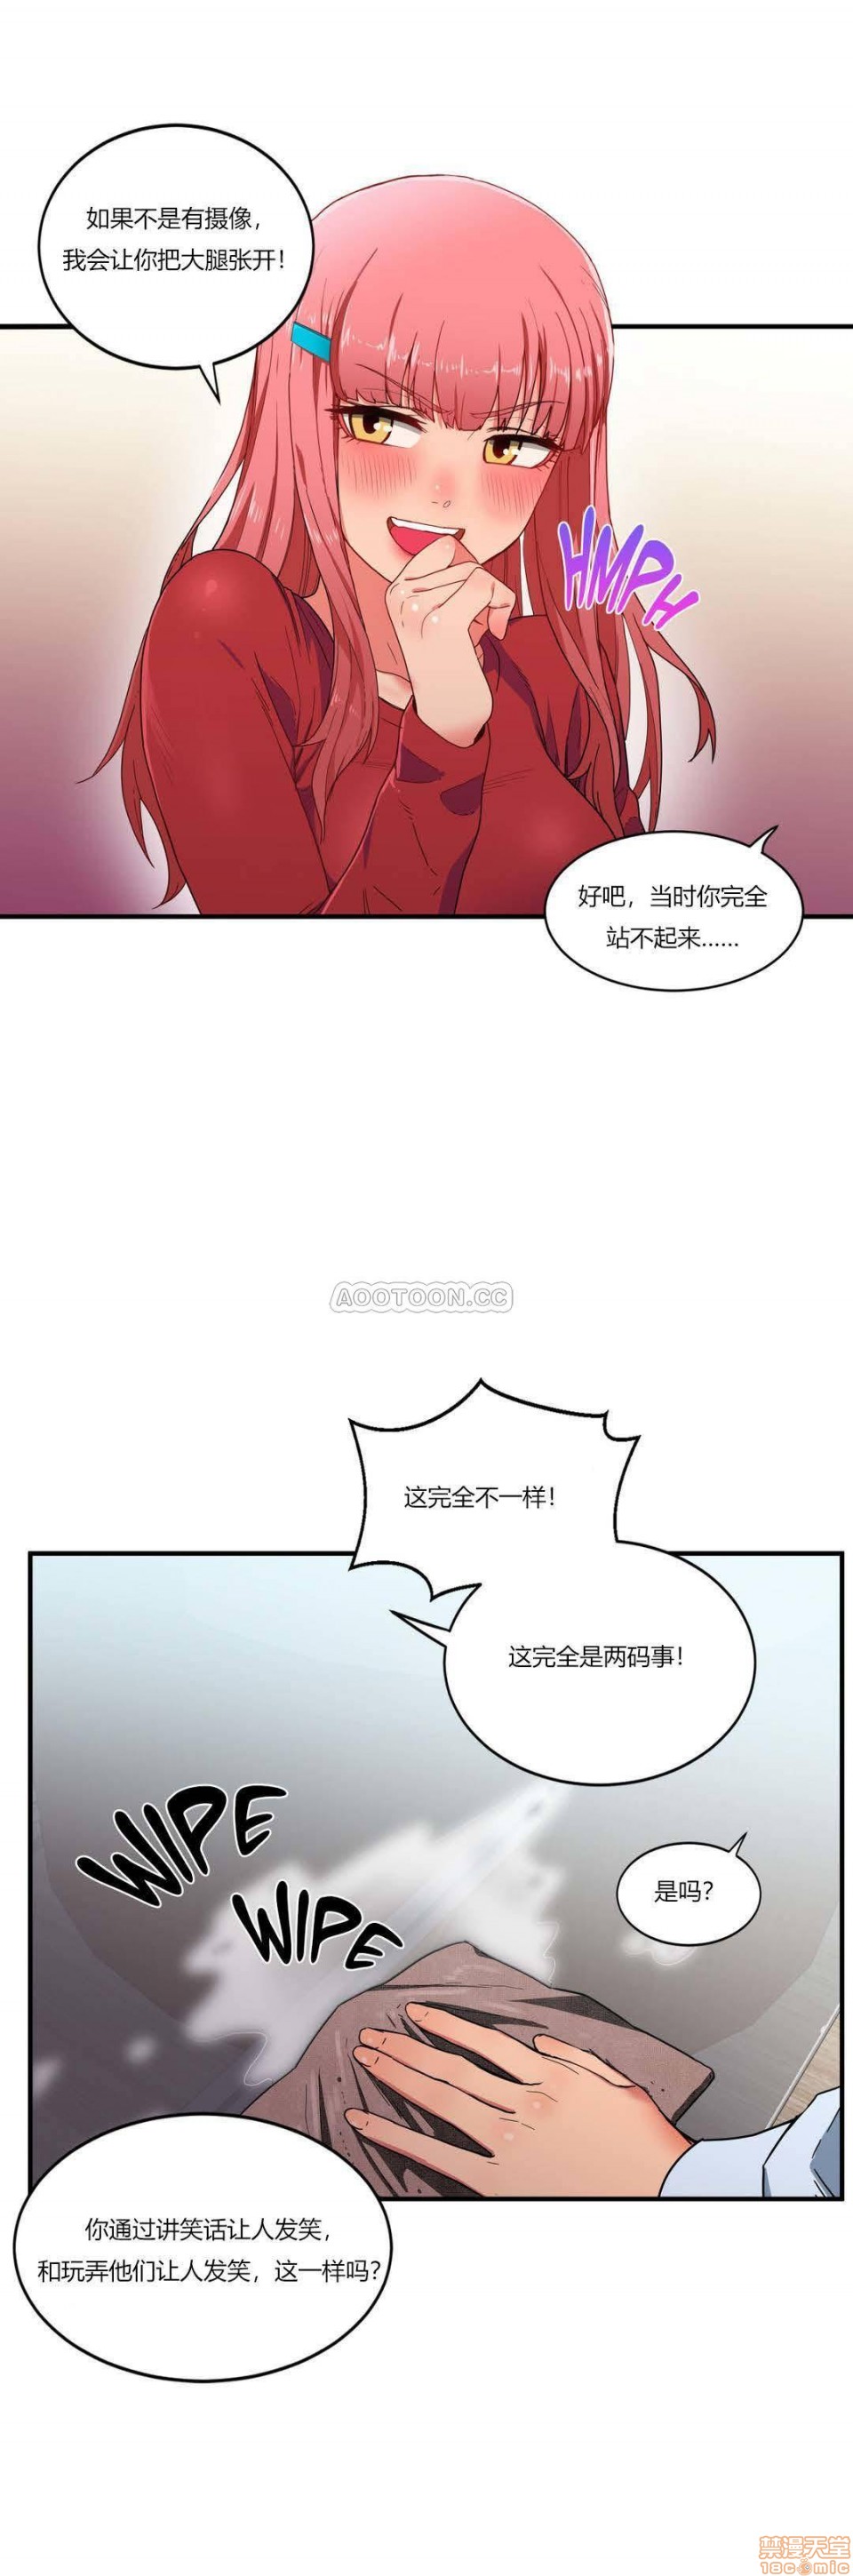 如果不是有摄像，
我会让你把大腿张开！
HMPH
好吧，当时你完全
站不起来……
AOOTOON.CC
这完全不一样！
这完全是两码事！
WIPE
是吗？
WIPE
你通过讲笑话让人发笑，
和玩弄他们让人发笑，这一样吗？
禁漫天堂
18comic